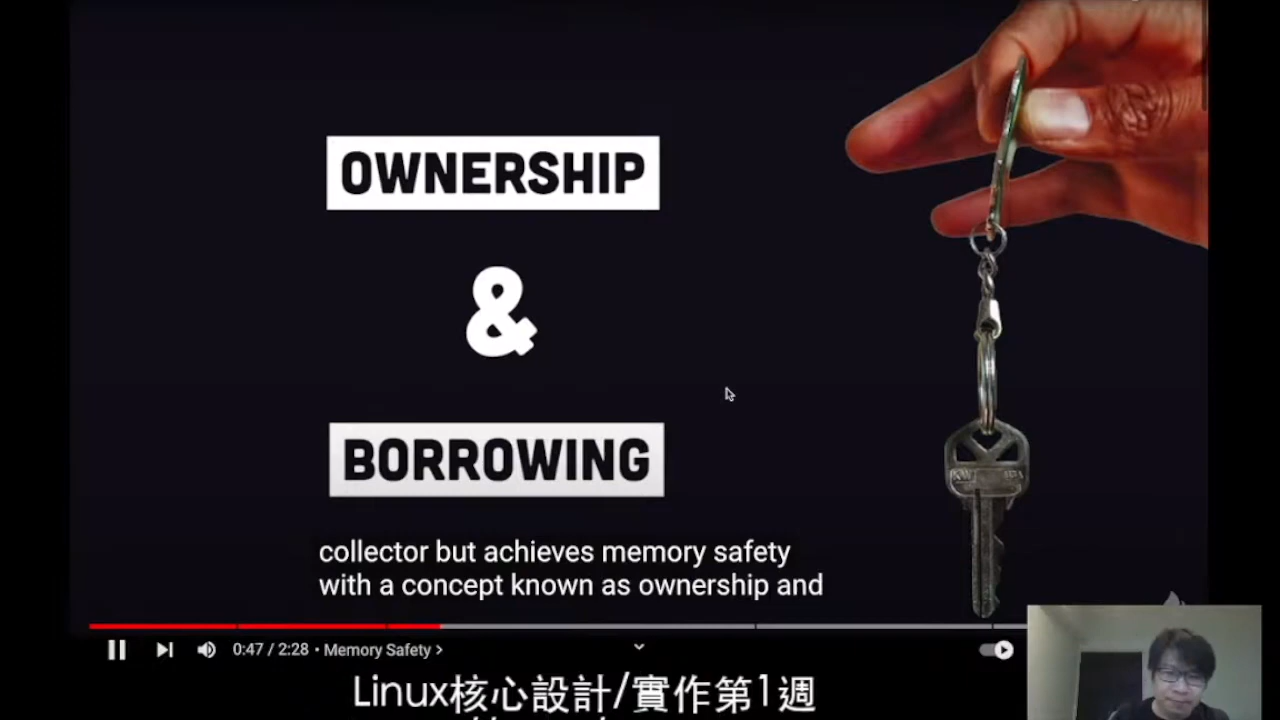 OWNERSHIP
&
BORROWING
collector but achieves memory safety
with a concept known as ownership and
0:47 / 2:28 • Memory Safety >
Linux核心設計/實作第1週